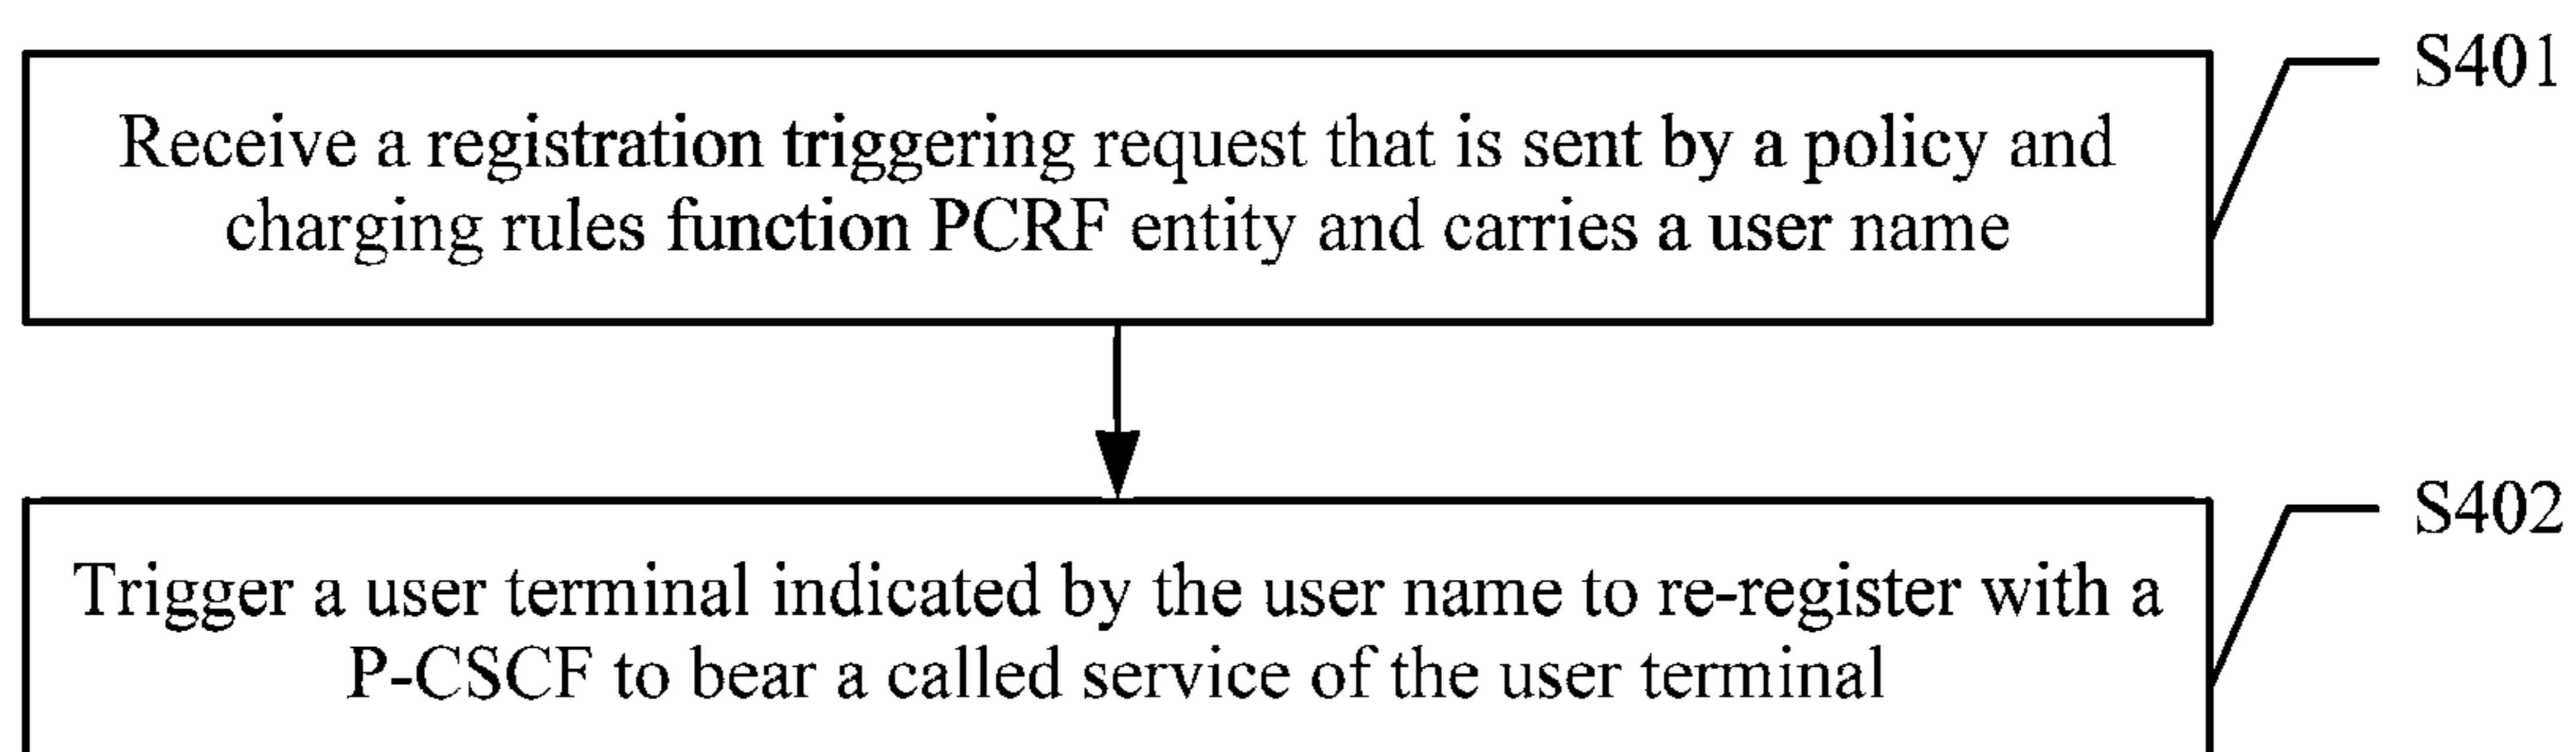 S401
Receive a registration triggering request that is sent by a policy and
charging rules function PCRF entity and carries a user name
S402
Trigger a user terminal indicated by the user name to re-register with a
P-CSCF to bear a called service of the user terminal